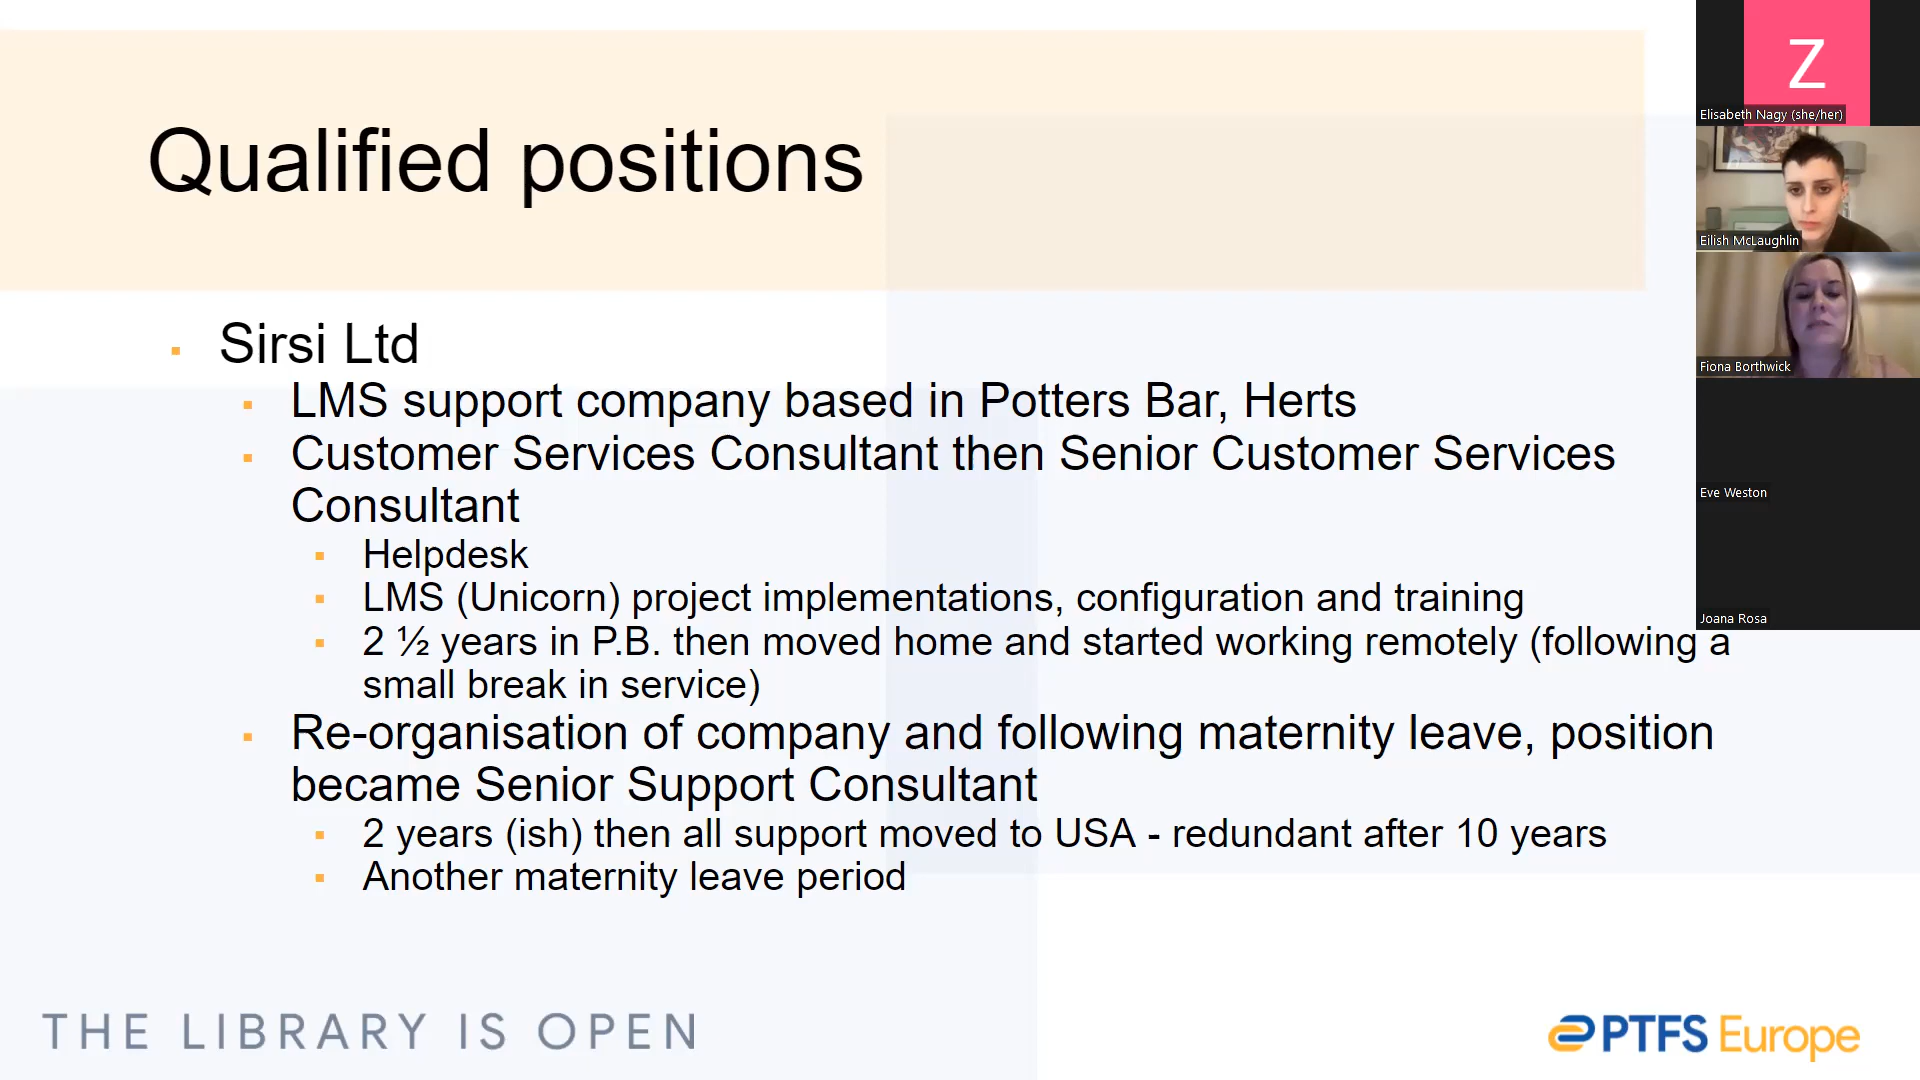 Qualified positions
Sirsi Ltd
LMS support company based in Potters Bar, Herts
Customer Services Consultant then Senior Customer Services
Consultant
Helpdesk
LMS (Unicorn) project implementations, configuration and training
2 ½ years in P.B. then moved home and started working remotely (following a
small break in service)
Re-organisation of company and following maternity leave, position
became Senior Support Consultant
2 years (ish) then all support moved to USA - redundant after 10 years
Another maternity leave period
THE LIBRARY IS OPEN
PTFS Europe
Z
Elisabeth Nagy (she/her)
Eilish McLaughlin
Fiona Borthwick
Eve Weston
Joana Rosa